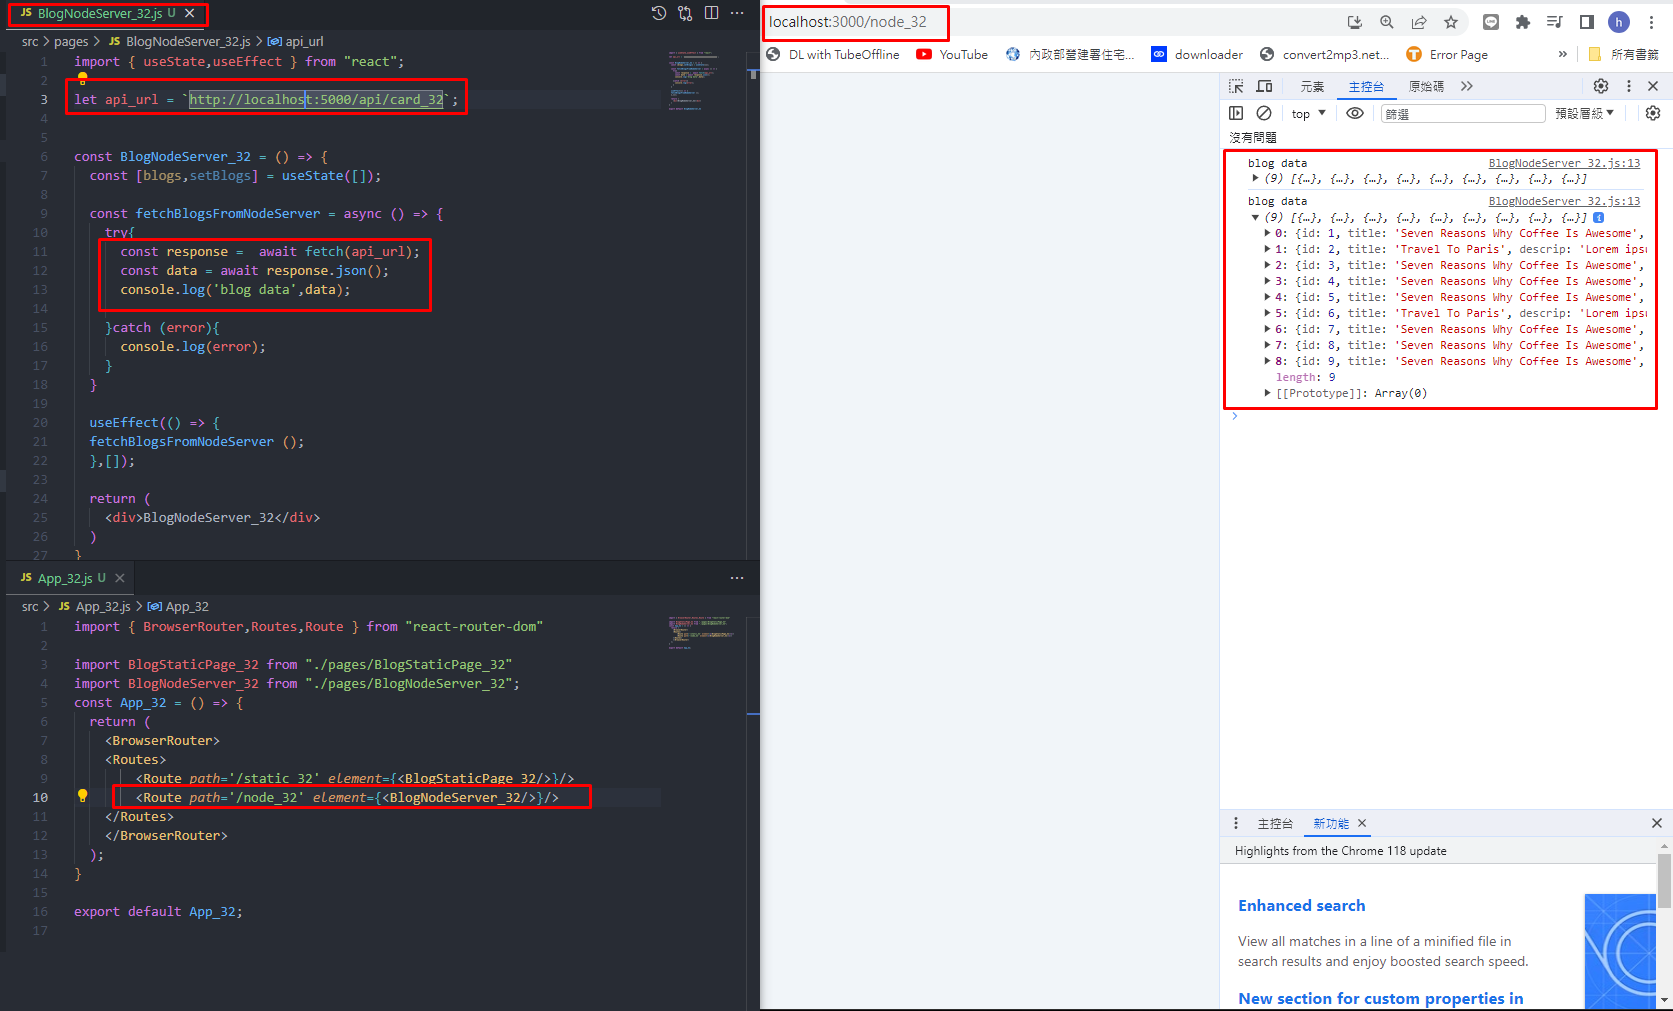 JS BlogNodeServer_32.js U ×
src > pages > JS BlogNodeServer_32.js > api_url
1 import { useState,useEffect } from "react";
2
3 let api_url = `http://localhost:5000/api/card_32`;
4
5
6 const BlogNodeServer_32 = () => {
7 const [blogs,setBlogs] = useState([]);
8
9 const fetchBlogsFromNodeServer = async () => {
10 try{
11 const response =  await fetch(api_url);
12 const data = await response.json();
13 console.log('blog data',data);
14
15 }catch (error){
16 console.log(error);
17 }
18 }
19
20 useEffect(() => {
21 fetchBlogsFromNodeServer ();
22 },[]);
23
24 return (
25 <div>BlogNodeServer_32</div>
26 )
27 }
JS App_32.js U ×
src > JS App_32.js > App_32
1 import { BrowserRouter,Routes,Route } from "react-router-dom"
2
3 import BlogStaticPage_32 from "./pages/BlogStaticPage_32"
4 import BlogNodeServer_32 from "./pages/BlogNodeServer_32";
5 const App_32 = () => {
6 return (
7 <BrowserRouter>
8 <Routes>
9 <Route path='/static_32' element={<BlogStaticPage_32/>}/>
10 <Route path='/node_32' element={<BlogNodeServer_32/>}/>
11 </Routes>
12 </BrowserRouter>
13 );
14 }
15
16 export default App_32;
17
localhost:3000/node_32
h
DL with TubeOffline YouTube 內政部營建署住宅... downloader convert2mp3.net... Error Page » 所有書籤
元素 主控台 原始碼 »
top ▼ 篩選 預設層級 ▼
沒有問題
blog data BlogNodeServer_32.js:13
(9) [{…}, {…}, {…}, {…}, {…}, {…}, {…}, {…}, {…}]
blog data BlogNodeServer_32.js:13
(9) [{…}, {…}, {…}, {…}, {…}, {…}, {…}, {…}, {…}] i
0: {id: 1, title: 'Seven Reasons Why Coffee Is Awesome',
1: {id: 2, title: 'Travel To Paris', descrip: 'Lorem ipsu
2: {id: 3, title: 'Seven Reasons Why Coffee Is Awesome',
3: {id: 4, title: 'Seven Reasons Why Coffee Is Awesome',
4: {id: 5, title: 'Seven Reasons Why Coffee Is Awesome',
5: {id: 6, title: 'Travel To Paris', descrip: 'Lorem ipsu
6: {id: 7, title: 'Seven Reasons Why Coffee Is Awesome',
7: {id: 8, title: 'Seven Reasons Why Coffee Is Awesome',
8: {id: 9, title: 'Seven Reasons Why Coffee Is Awesome',
length: 9
[[Prototype]]: Array(0)
主控台 新功能 ×
Highlights from the Chrome 118 update
Enhanced search
View all matches in a line of a minified file in
search results and enjoy boosted search speed.
New section for custom properties in